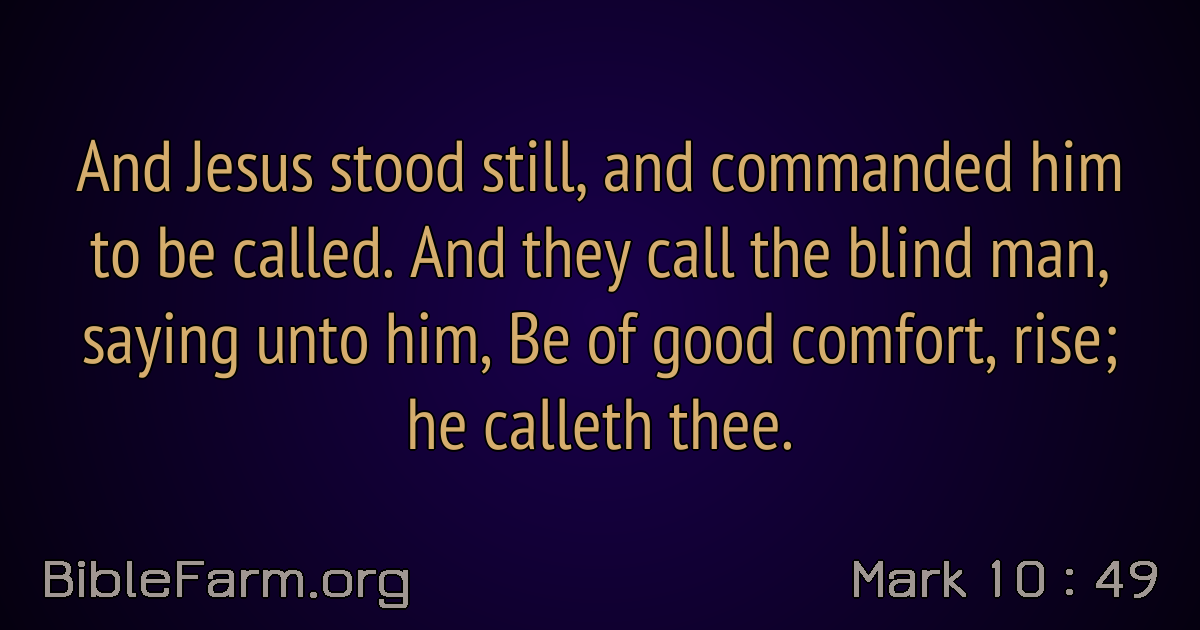 And Jesus stood still, and commanded him
to be called. And they call the blind man,
saying unto him, Be of good comfort, rise;
he calleth thee.
BibleFarm.org
Mark 10 : 49